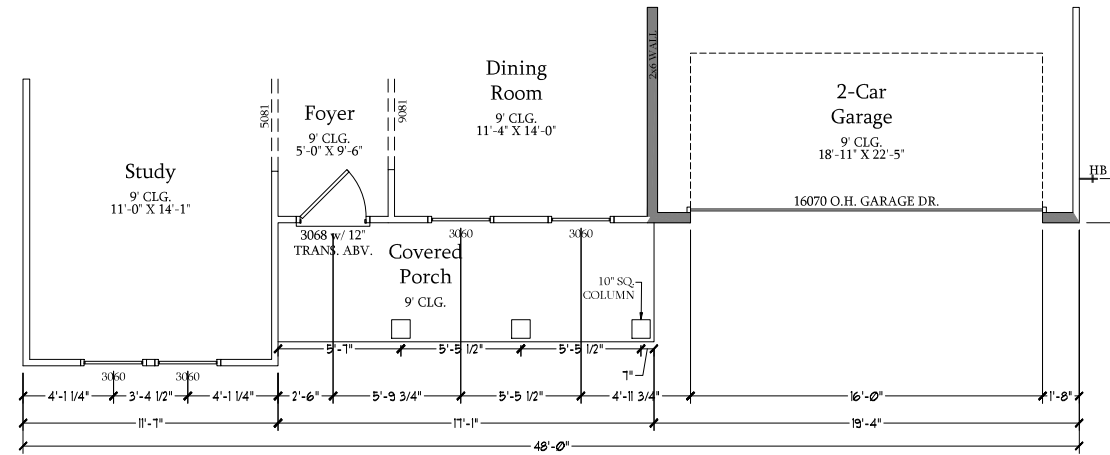 2x6 WALL
Dining
Room
9' CLG.
11'-4" X 14'-0"
2-Car
Garage
9' CLG.
18'-11" X 22'-5"
5081
Foyer
9' CLG.
5'-0" X 9'-6"
9081
Study
9' CLG.
11'-0" X 14'-1"
HB
16070 O.H. GARAGE DR.
3068 w/ 12"
TRANS. ABV.
3060
3060
Covered
Porch
9' CLG.
10" SQ.
COLUMN
5'-7"
5'-5 1/2"
5'-5 1/2"
7"
3060
3060
4'-1 1/4"
3'-4 1/2"
4'-1 1/4"
2'-6"
5'-9 3/4"
5'-5 1/2"
4'-11 3/4"
16'-0"
1'-8"
11'-7"
17'-1"
19'-4"
48'-0"